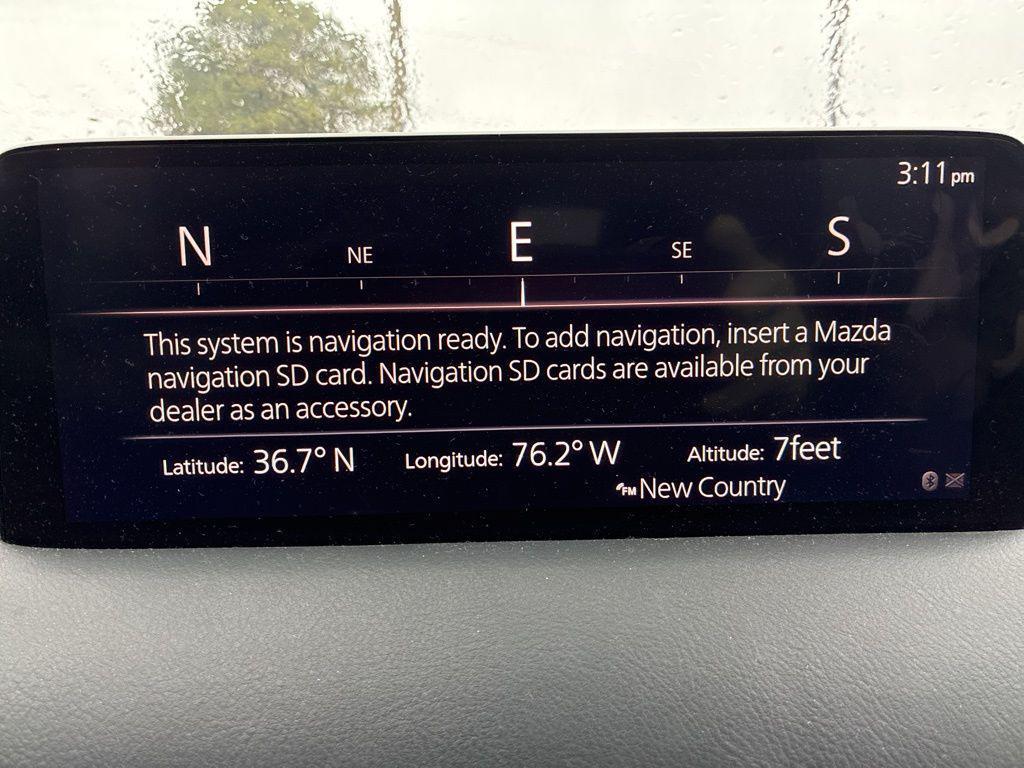 3:11 pm
N NE E SE S
This system is navigation ready. To add navigation, insert a Mazda
navigation SD card. Navigation SD cards are available from your
dealer as an accessory.
Latitude: 36.7° N Longitude: 76.2° W Altitude: 7feet
FM New Country